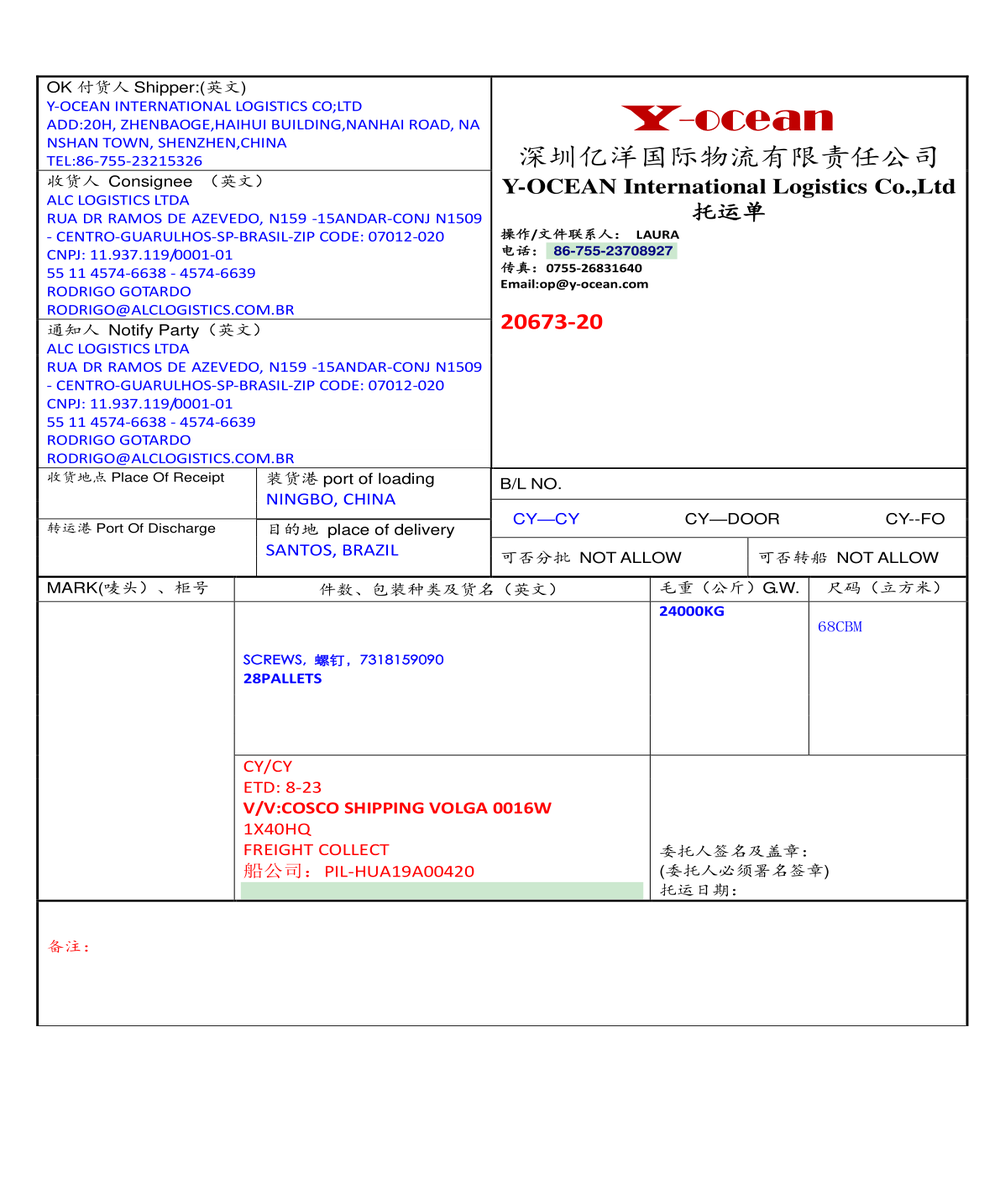 OK 付货人 Shipper:(英文)
Y-OCEAN INTERNATIONAL LOGISTICS CO;LTD
ADD:20H, ZHENBAOGE,HAIHUI BUILDING,NANHAI ROAD, NA
NSHAN TOWN, SHENZHEN,CHINA
TEL:86-755-23215326
收货人 Consignee （英文）
ALC LOGISTICS LTDA
RUA DR RAMOS DE AZEVEDO, N159 -15ANDAR-CONJ N1509
- CENTRO-GUARULHOS-SP-BRASIL-ZIP CODE: 07012-020
CNPJ: 11.937.119/0001-01
55 11 4574-6638 - 4574-6639
RODRIGO GOTARDO
RODRIGO@ALCLOGISTICS.COM.BR
通知人 Notify Party（英文）
ALC LOGISTICS LTDA
RUA DR RAMOS DE AZEVEDO, N159 -15ANDAR-CONJ N1509
- CENTRO-GUARULHOS-SP-BRASIL-ZIP CODE: 07012-020
CNPJ: 11.937.119/0001-01
55 11 4574-6638 - 4574-6639
RODRIGO GOTARDO
RODRIGO@ALCLOGISTICS.COM.BR
Y-ocean
深圳亿洋国际物流有限责任公司
Y-OCEAN International Logistics Co.,Ltd
托运单
操作/文件联系人： LAURA
电话： 86-755-23708927
传真：0755-26831640
Email:op@y-ocean.com
20673-20
收货地点 Place Of Receipt
装货港 port of loading
NINGBO, CHINA
转运港 Port Of Discharge
目的地 place of delivery
SANTOS, BRAZIL
B/L NO.
CY—CY CY—DOOR CY--FO
可否分批 NOT ALLOW
可否转船 NOT ALLOW
MARK(唛头）、柜号
件数、包装种类及货名（英文）
毛重（公斤）G.W.
尺码（立方米）
24000KG
68CBM
SCREWS, 螺钉，7318159090
28PALLETS
CY/CY
ETD: 8-23
V/V:COSCO SHIPPING VOLGA 0016W
1X40HQ
FREIGHT COLLECT
船公司：PIL-HUA19A00420
委托人签名及盖章：
(委托人必须署名签章)
托运日期：
备注：